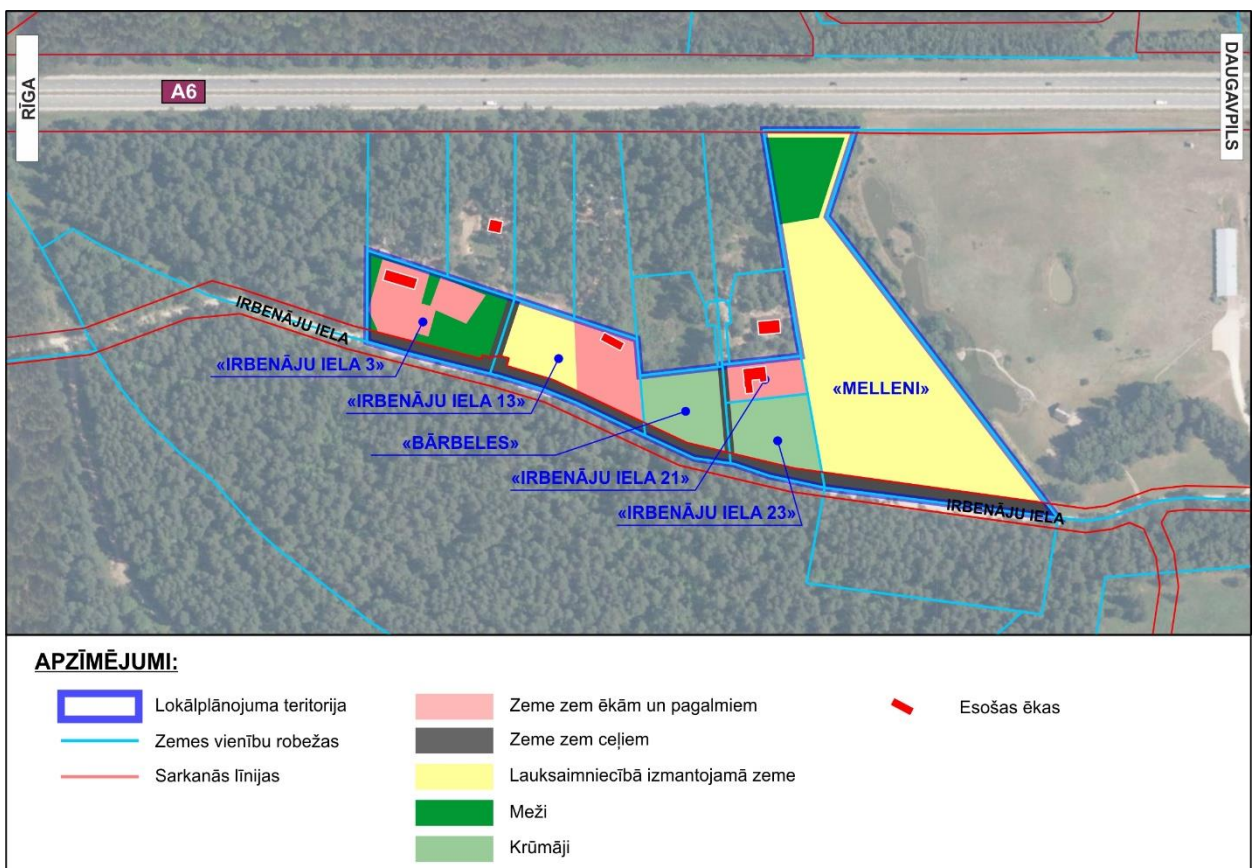 RĪGA
A6
DAUGAVPILS
IRBENĀJU IELA
«IRBENĀJU IELA 3»
«IRBENĀJU IELA 13»
«MELLENI»
«BĀRBELES»
«IRBENĀJU IELA 21»
«IRBENĀJU IELA 23»
IRBENĀJU IELA
APZĪMĒJUMI:
Lokālplānojuma teritorija
Zemes vienību robežas
Sarkanās līnijas
Zeme zem ēkām un pagalmiem
Zeme zem ceļiem
Lauksaimniecībā izmantojamā zeme
Meži
Krūmāji
Esošas ēkas